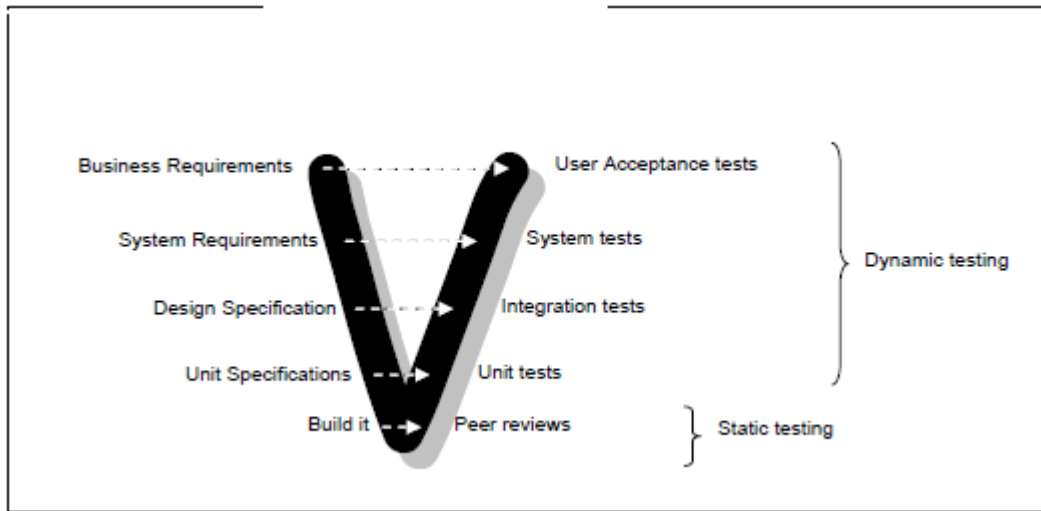 Business Requirements
User Acceptance tests
System Requirements
System tests
Dynamic testing
Design Specification
Integration tests
Unit Specifications
Unit tests
Build it
Peer reviews
Static testing